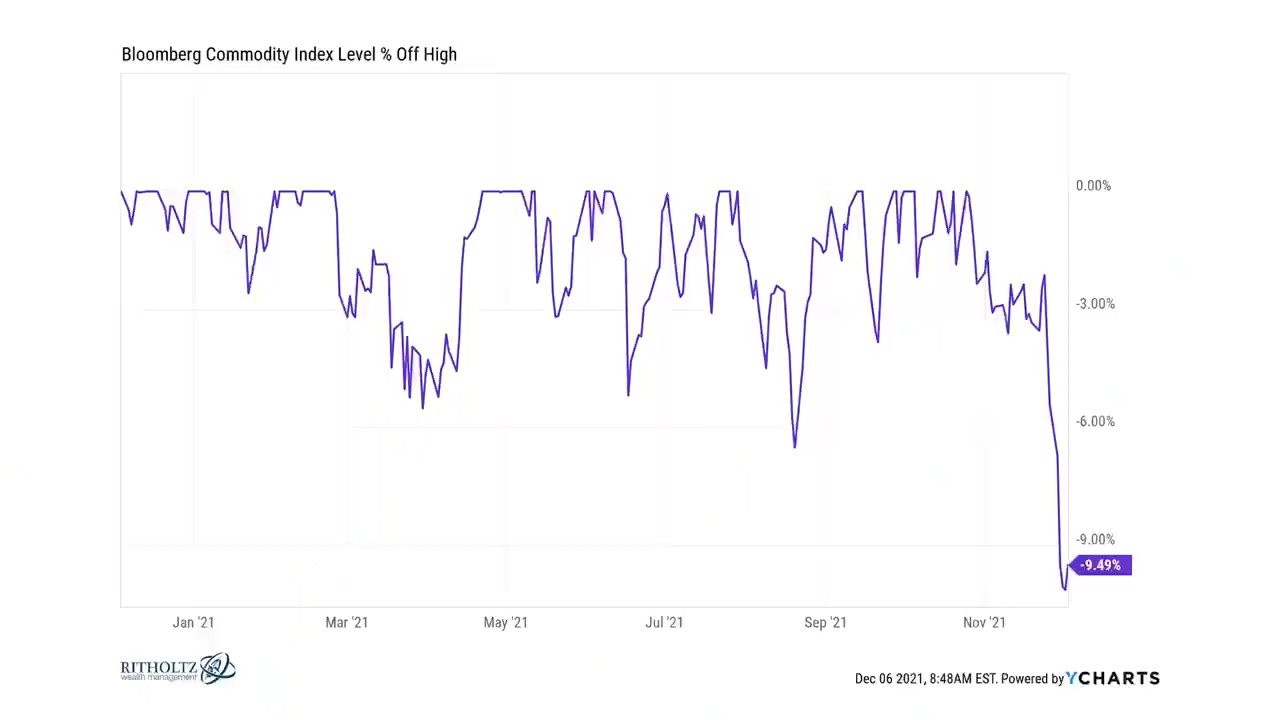 Bloomberg Commodity Index Level % Off High
0.00%
-3.00%
-6.00%
-9.00%
-9.49%
Jan '21
Mar '21
May '21
Jul '21
Sep '21
Nov '21
RITHOLTZ
wealth management
Dec 06 2021, 8:48AM EST. Powered by YCHARTS